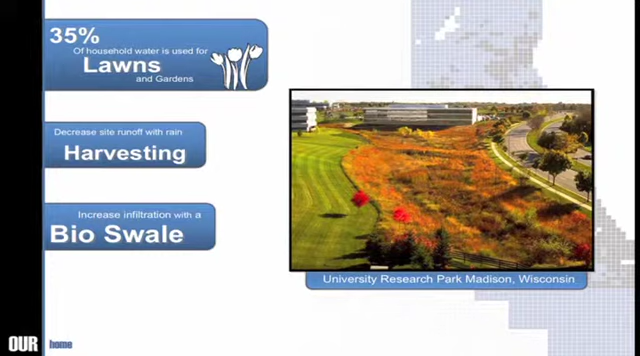 35%
Of household water is used for
Lawns
and Gardens
Decrease site runoff with rain
Harvesting
Increase infiltration with a
Bio Swale
University Research Park Madison, Wisconsin
OUR home